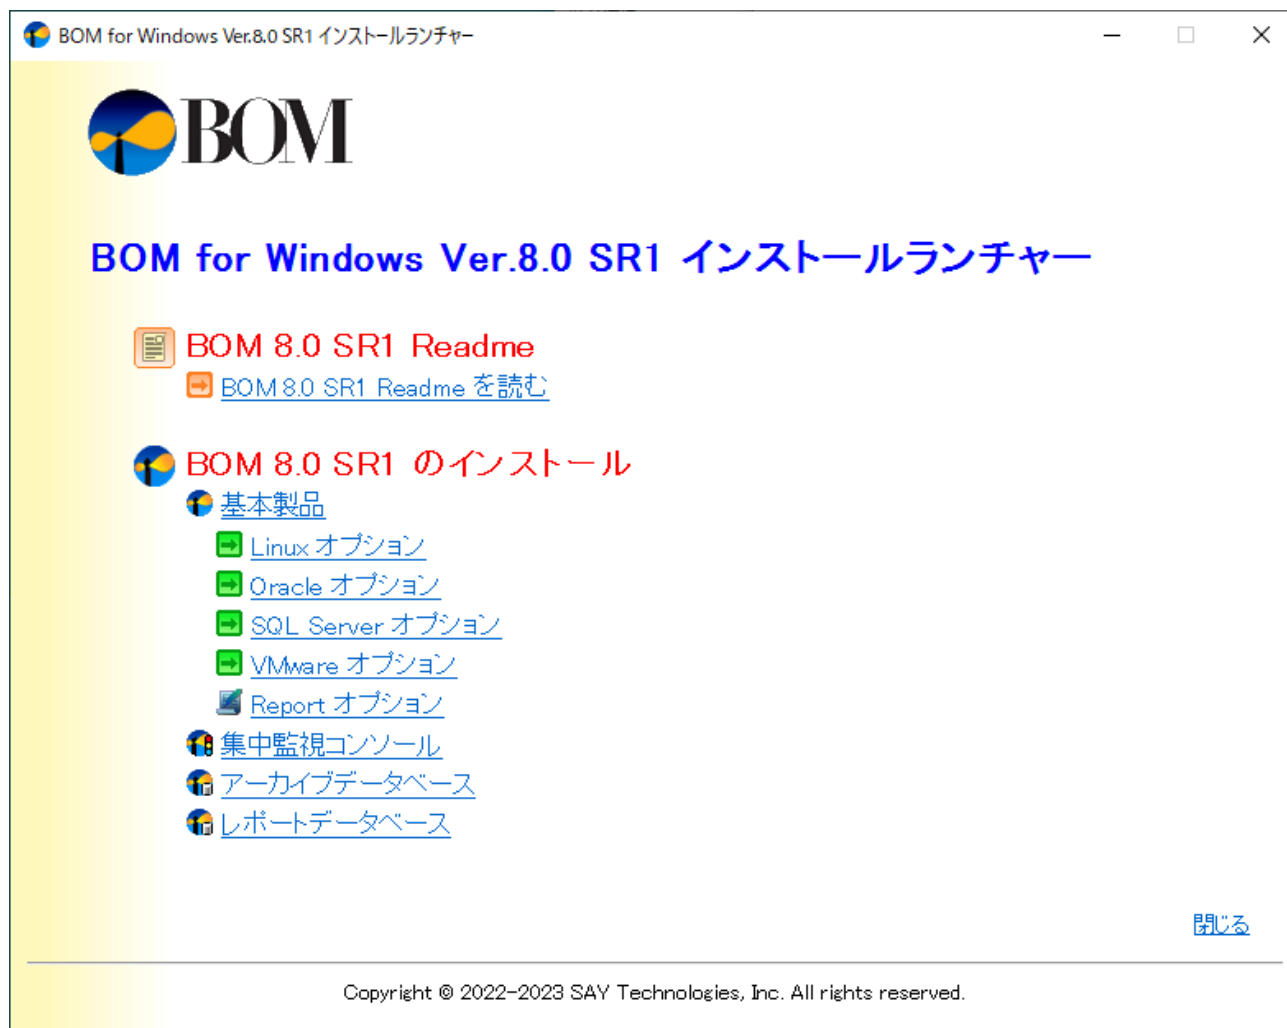 BOM for Windows Ver.8.0 SR1 インストールランチャー
BOM
BOM for Windows Ver.8.0 SR1 インストールランチャー
BOM 8.0 SR1 Readme
BOM 8.0 SR1 Readme を読む
BOM 8.0 SR1 のインストール
基本製品
Linux オプション
Oracle オプション
SQL Server オプション
VMware オプション
Report オプション
集中監視コンソール
アーカイブデータベース
レポートデータベース
閉じる
Copyright © 2022-2023 SAY Technologies, Inc. All rights reserved.